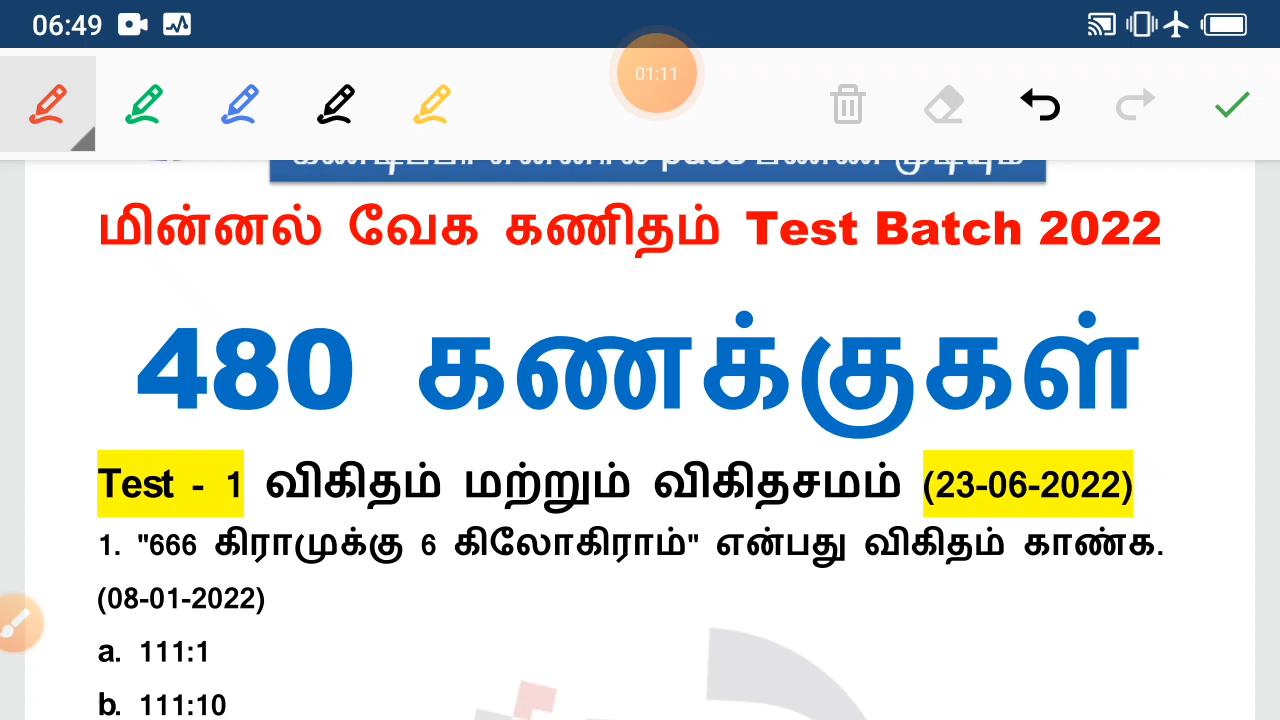 06:49
01:11
மின்னல் வேக கணிதம் Test Batch 2022
480 கணக்குகள்
Test - 1 விகிதம் மற்றும் விகிதசமம் (23-06-2022)
1. "666 கிராமுக்கு 6 கிலோகிராம்" என்பது விகிதம் காண்க.
(08-01-2022)
a. 111:1
b. 111:10